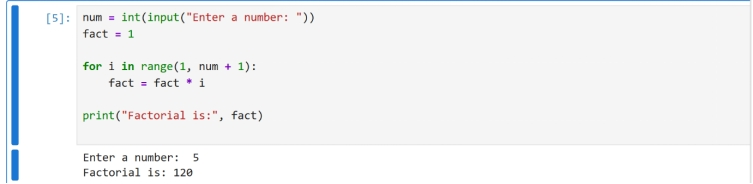 [5]: num = int(input("Enter a number: "))
fact = 1
for i in range(1, num + 1):
    fact = fact * i
print("Factorial is:", fact)
Enter a number:  5
Factorial is: 120